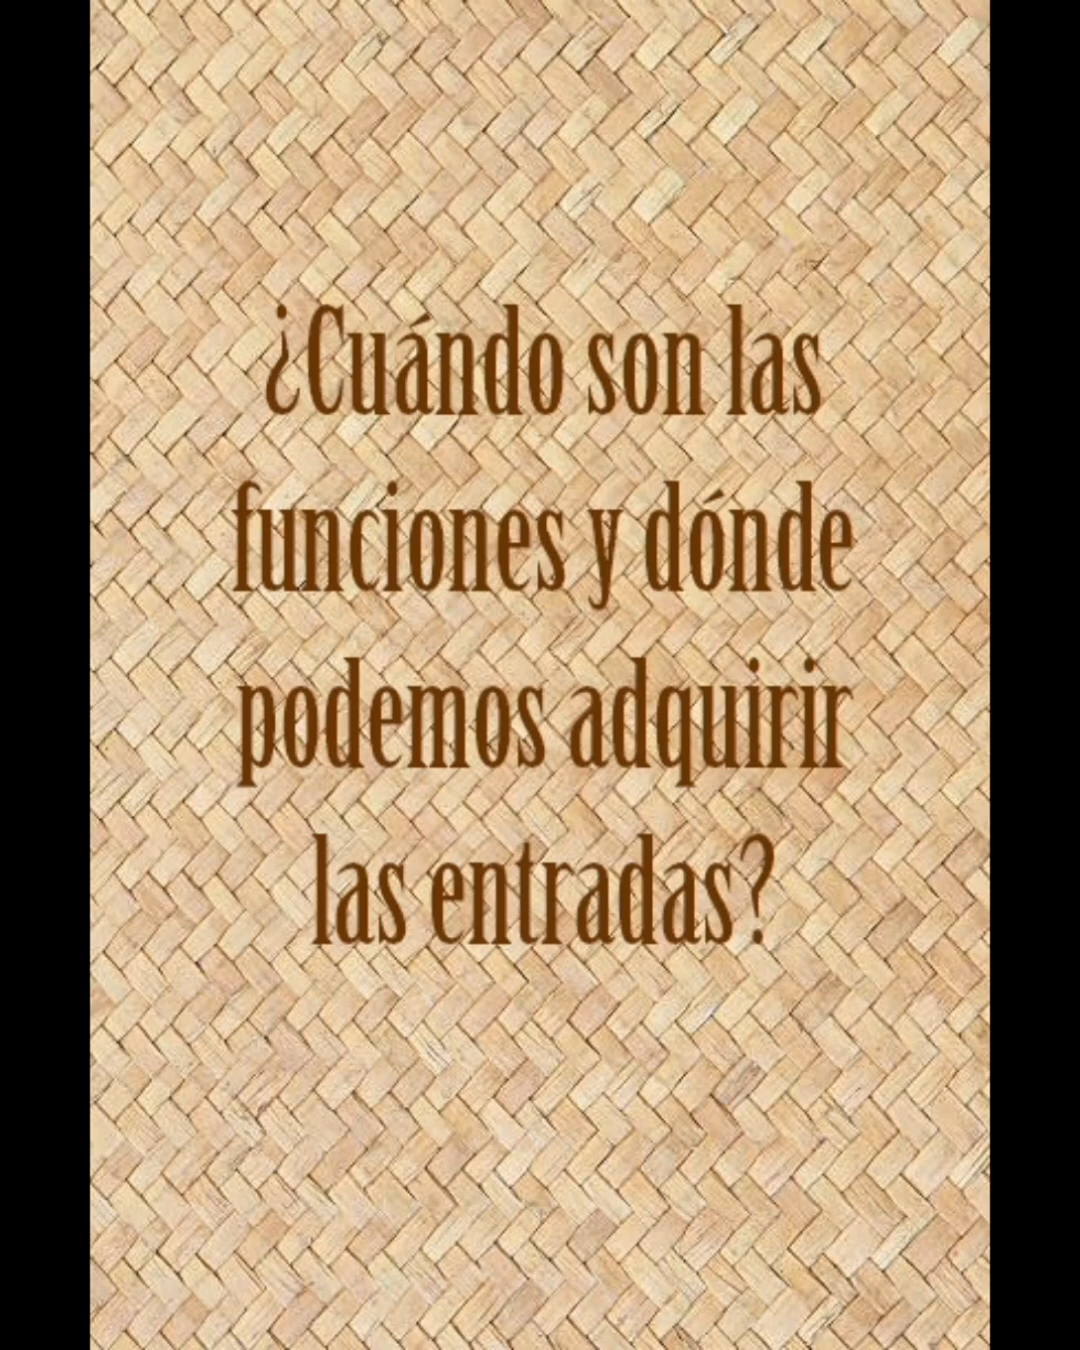 ¿Cuándo son las
funciones y dónde
podemos adquirir
las entradas?